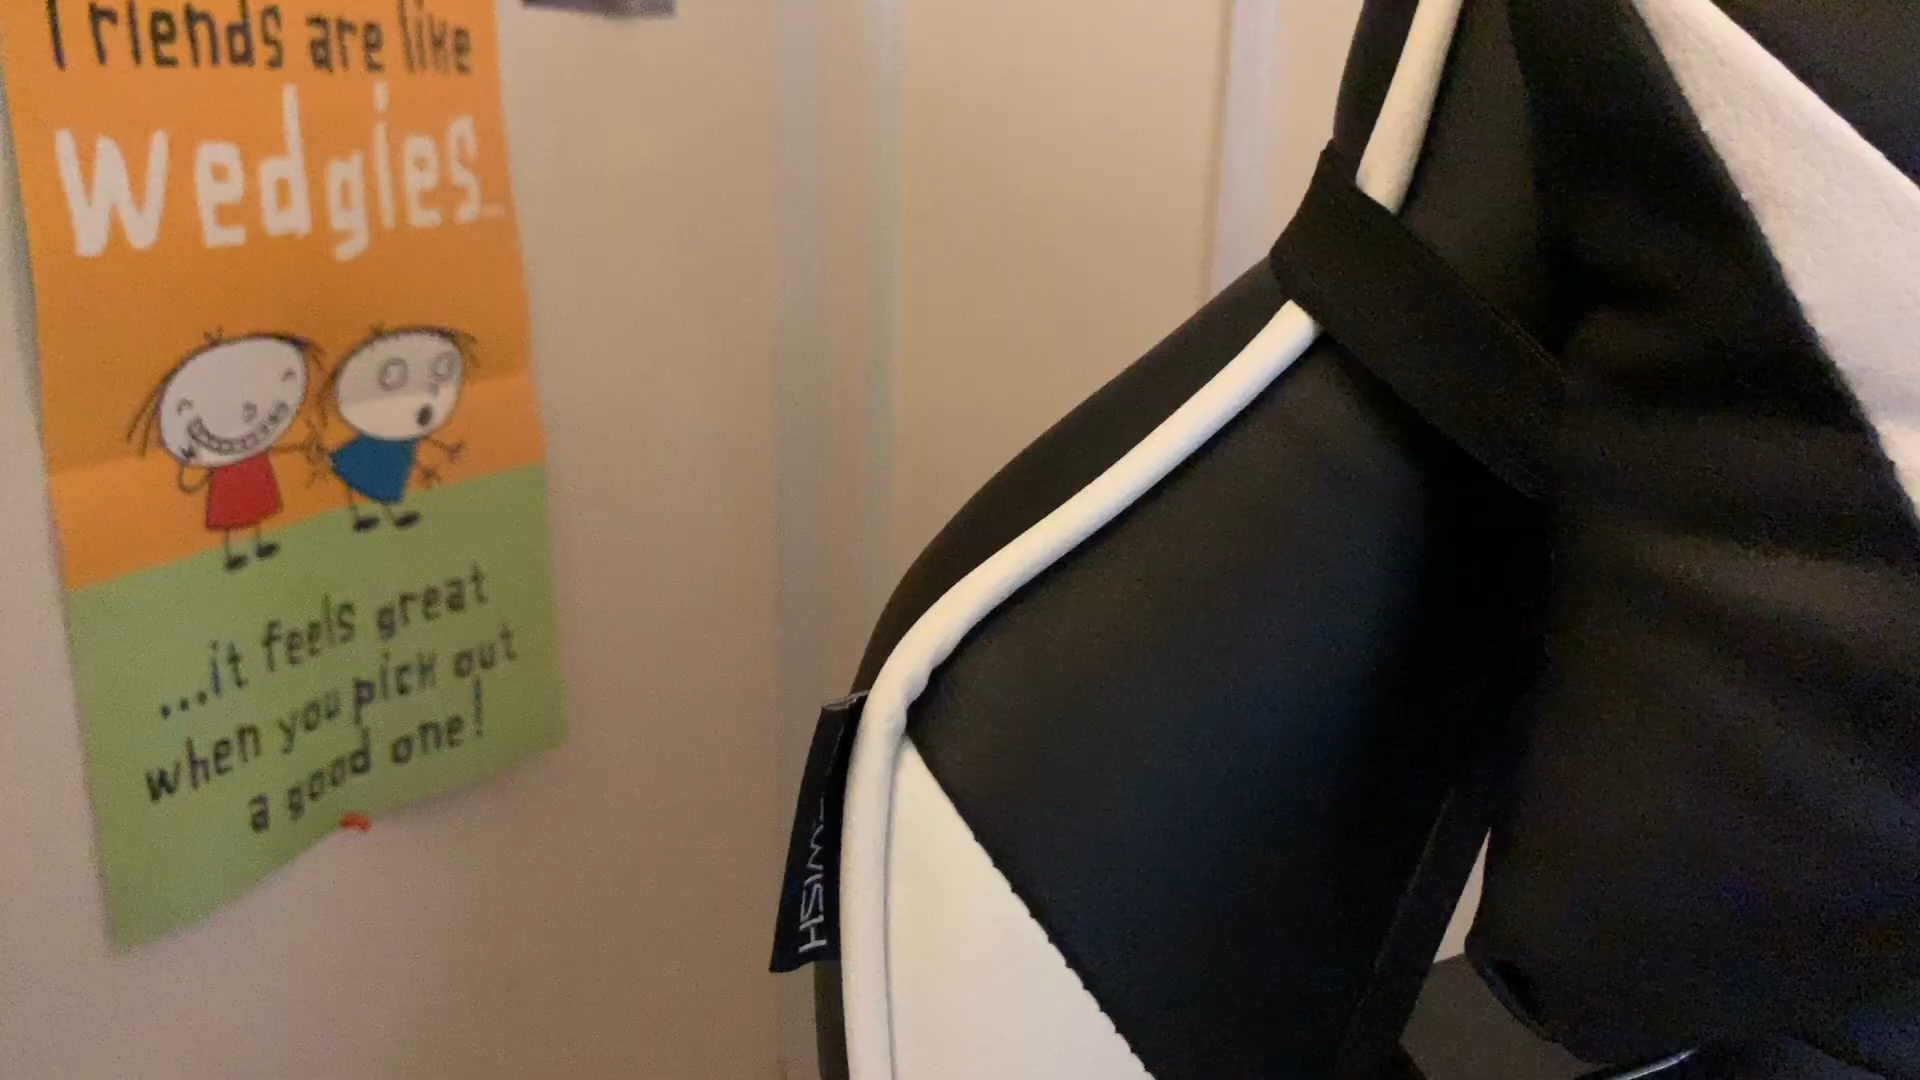 Friends are like
wedgies...
...it feels great
when you pick out
a good one!